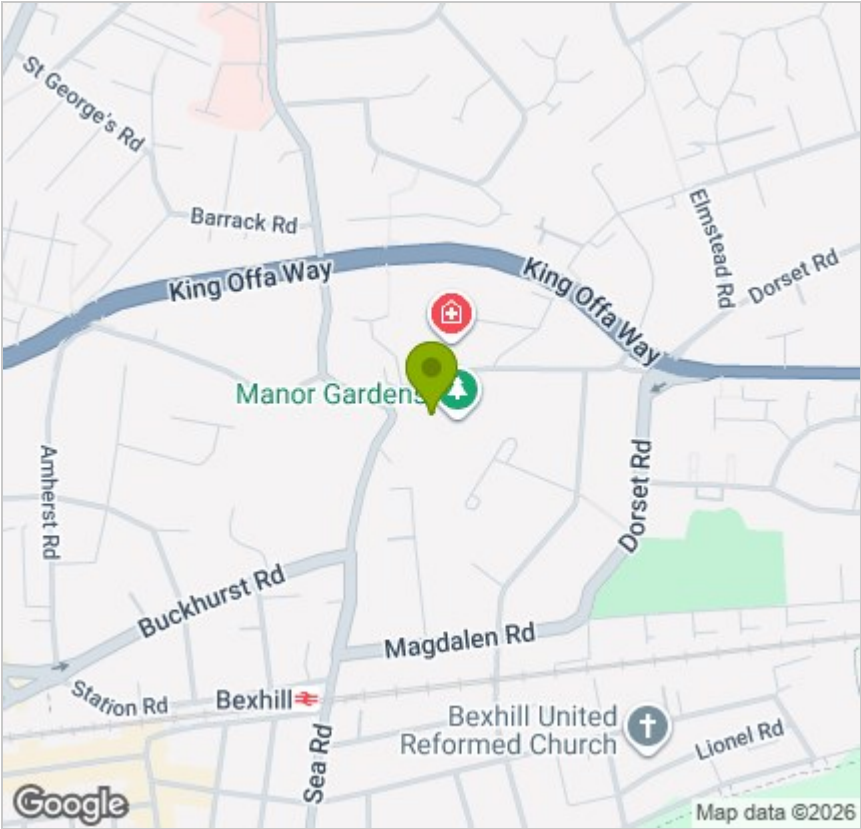 St George's Rd
Barrack Rd
King Offa Way
King Offa Way
Elmstead Rd
Dorset Rd
Manor Gardens
Amherst Rd
Dorset Rd
Buckhurst Rd
Magdalen Rd
Station Rd
Bexhill
Sea Rd
Bexhill United
Reformed Church
Lionel Rd
Google
Map data ©2026